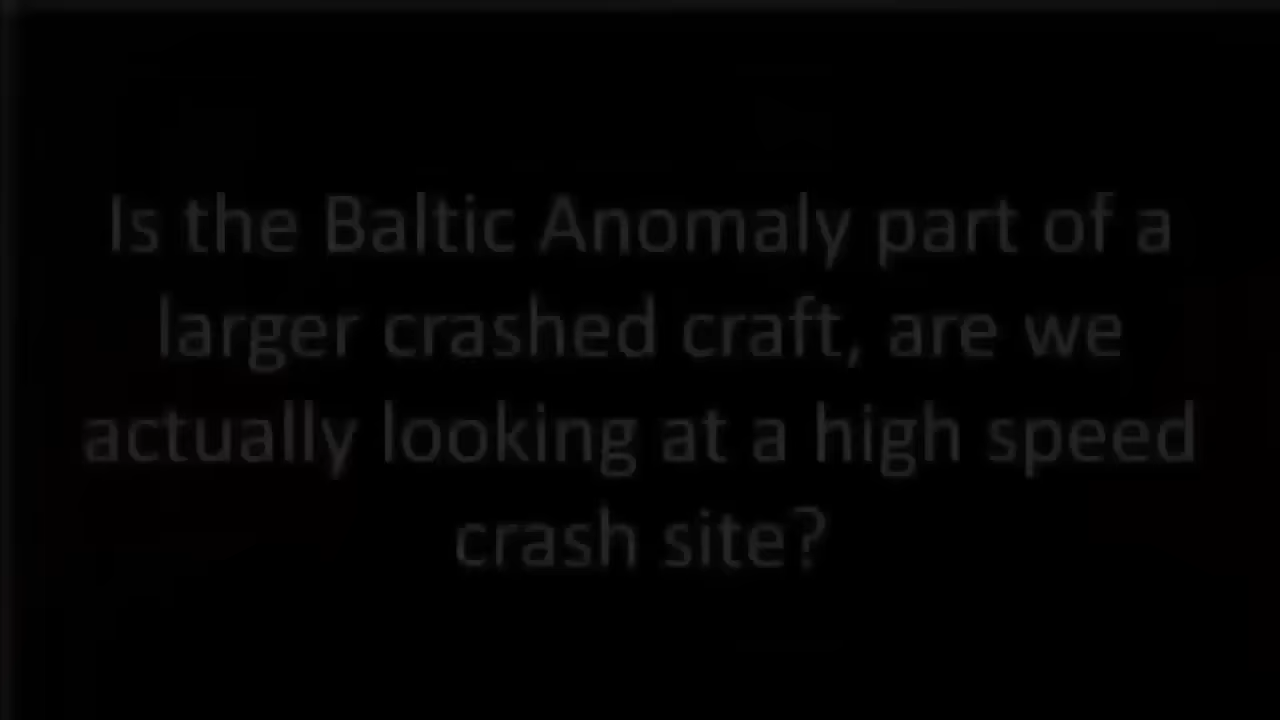 Is the Baltic Anomaly part of a
larger crashed craft, are we
actually looking at a high speed
crash site?